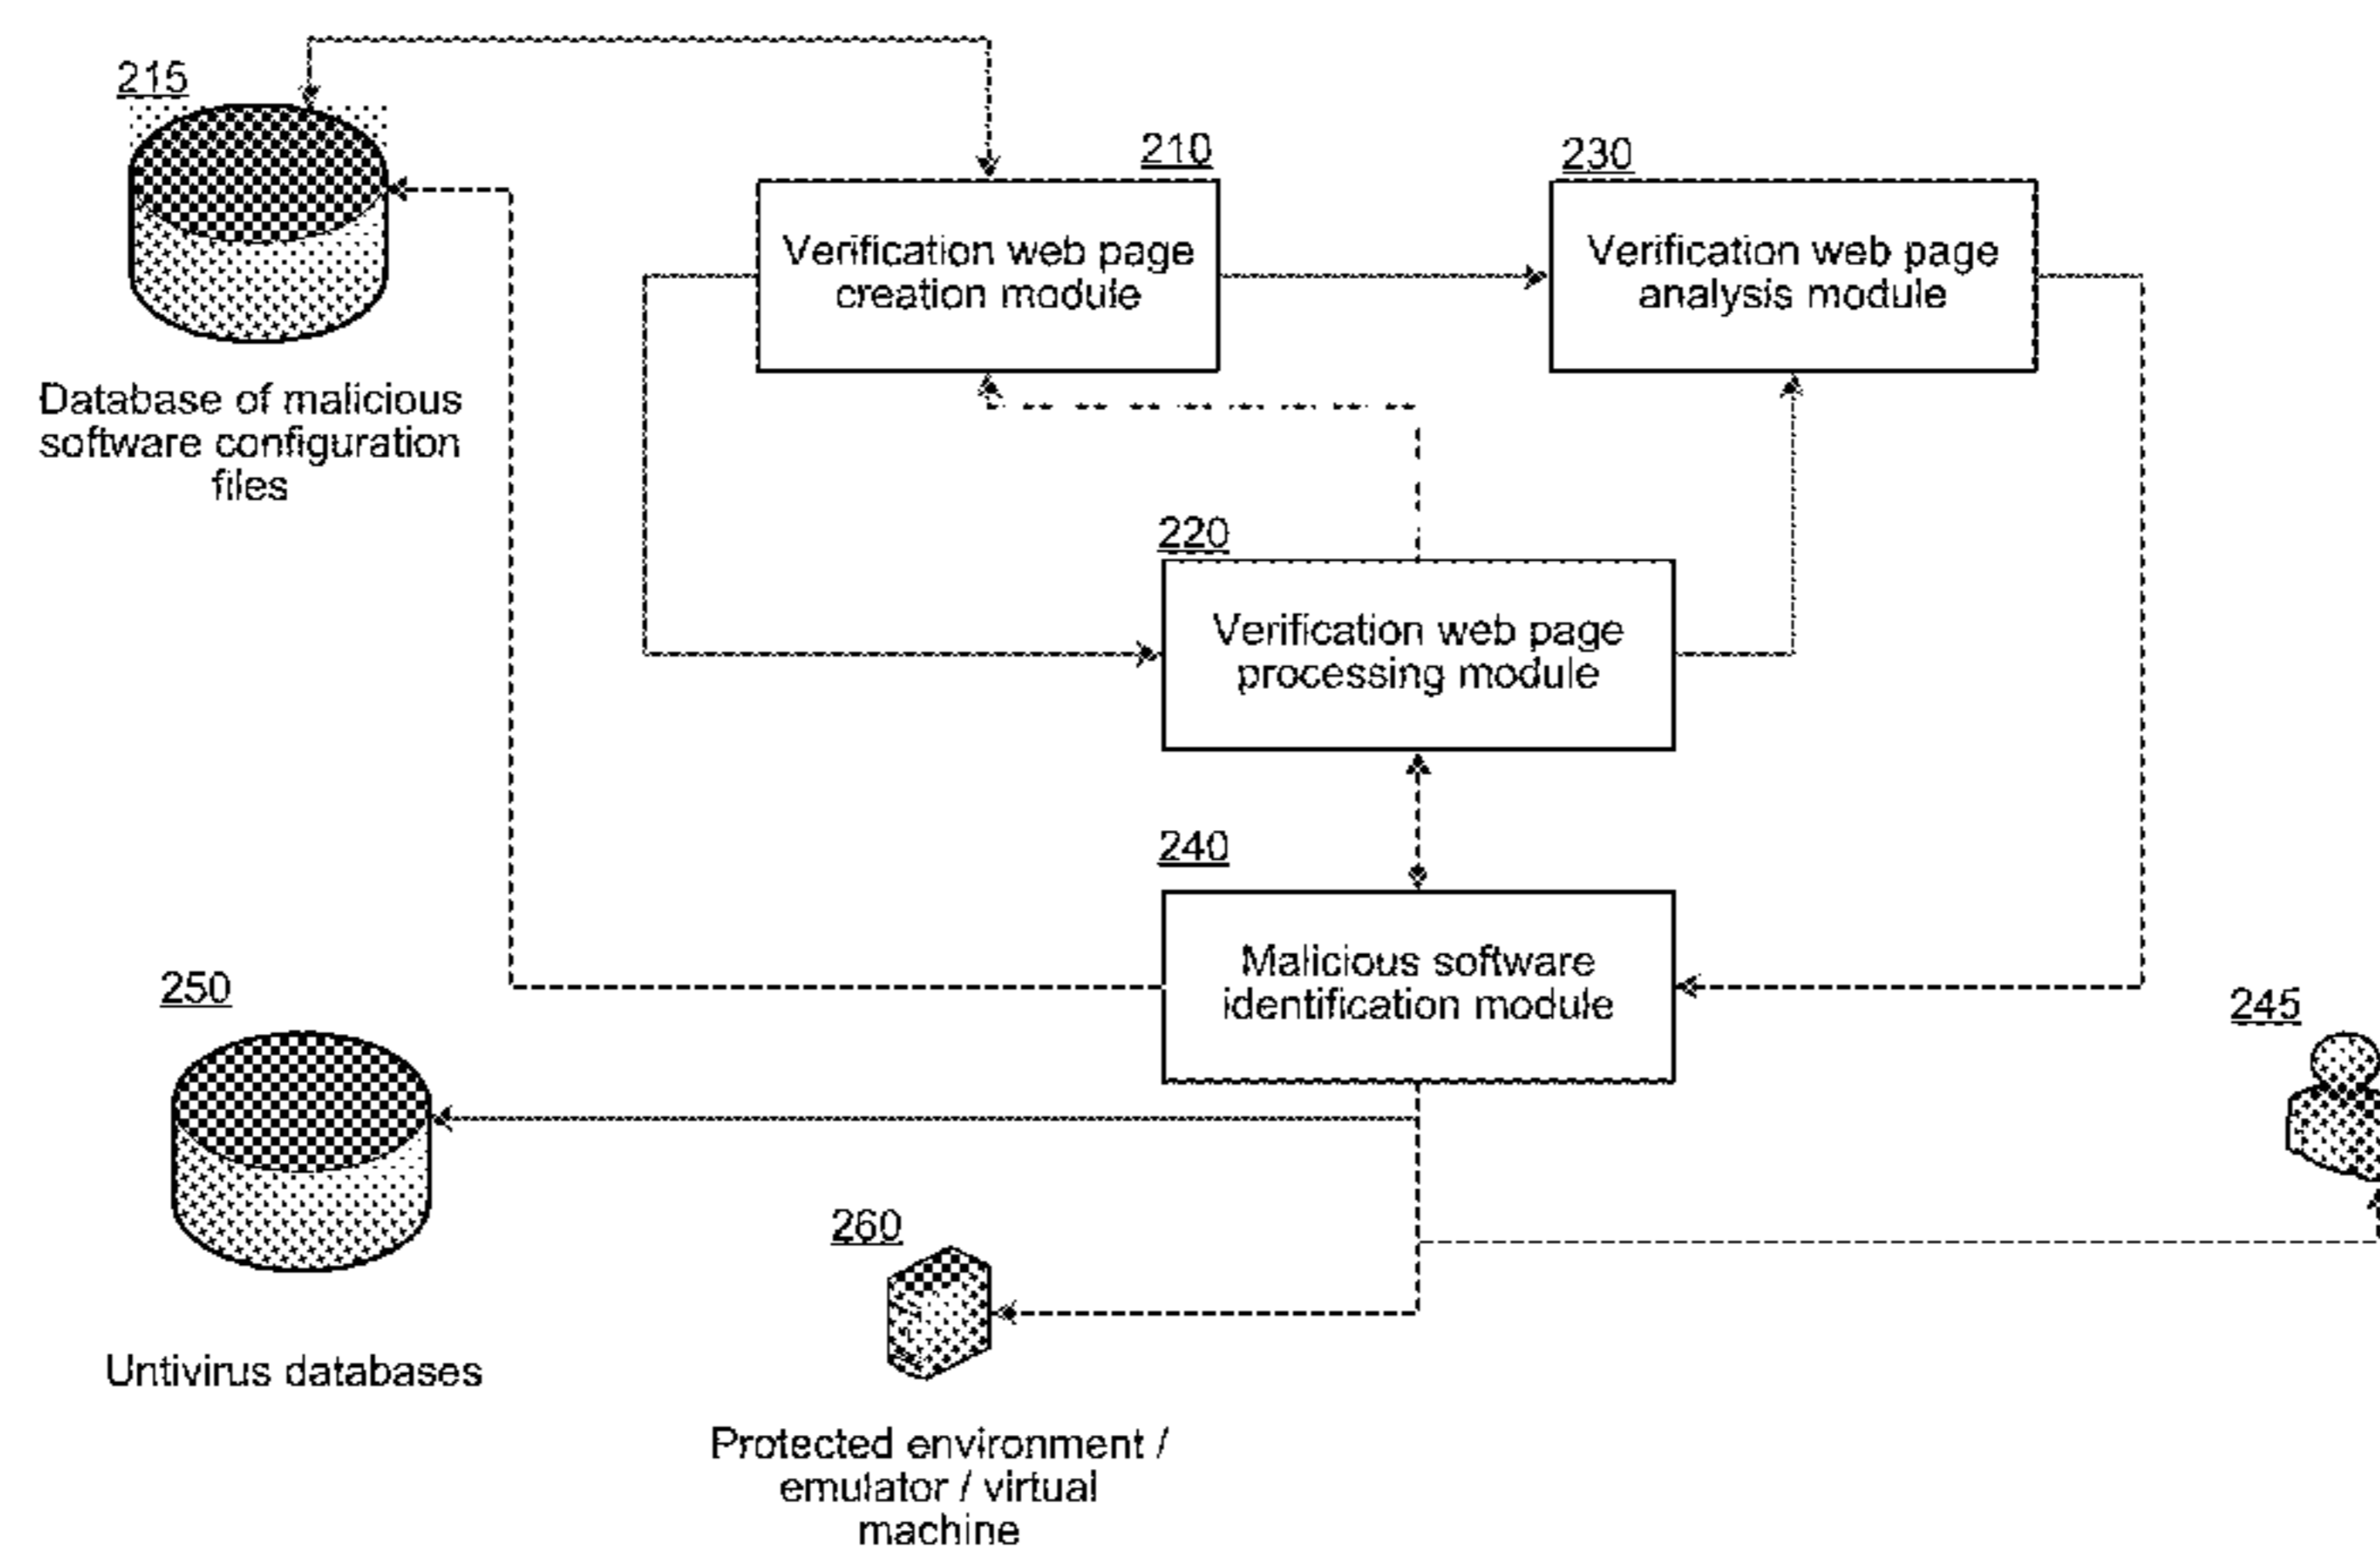 215
210
230
Verification web page
creation module
Verification web page
analysis module
Database of malicious
software configuration
files
220
Verification web page
processing module
240
Malicious software
identification module
250
245
260
Untivirus databases
Protected environment /
emulator / virtual
machine